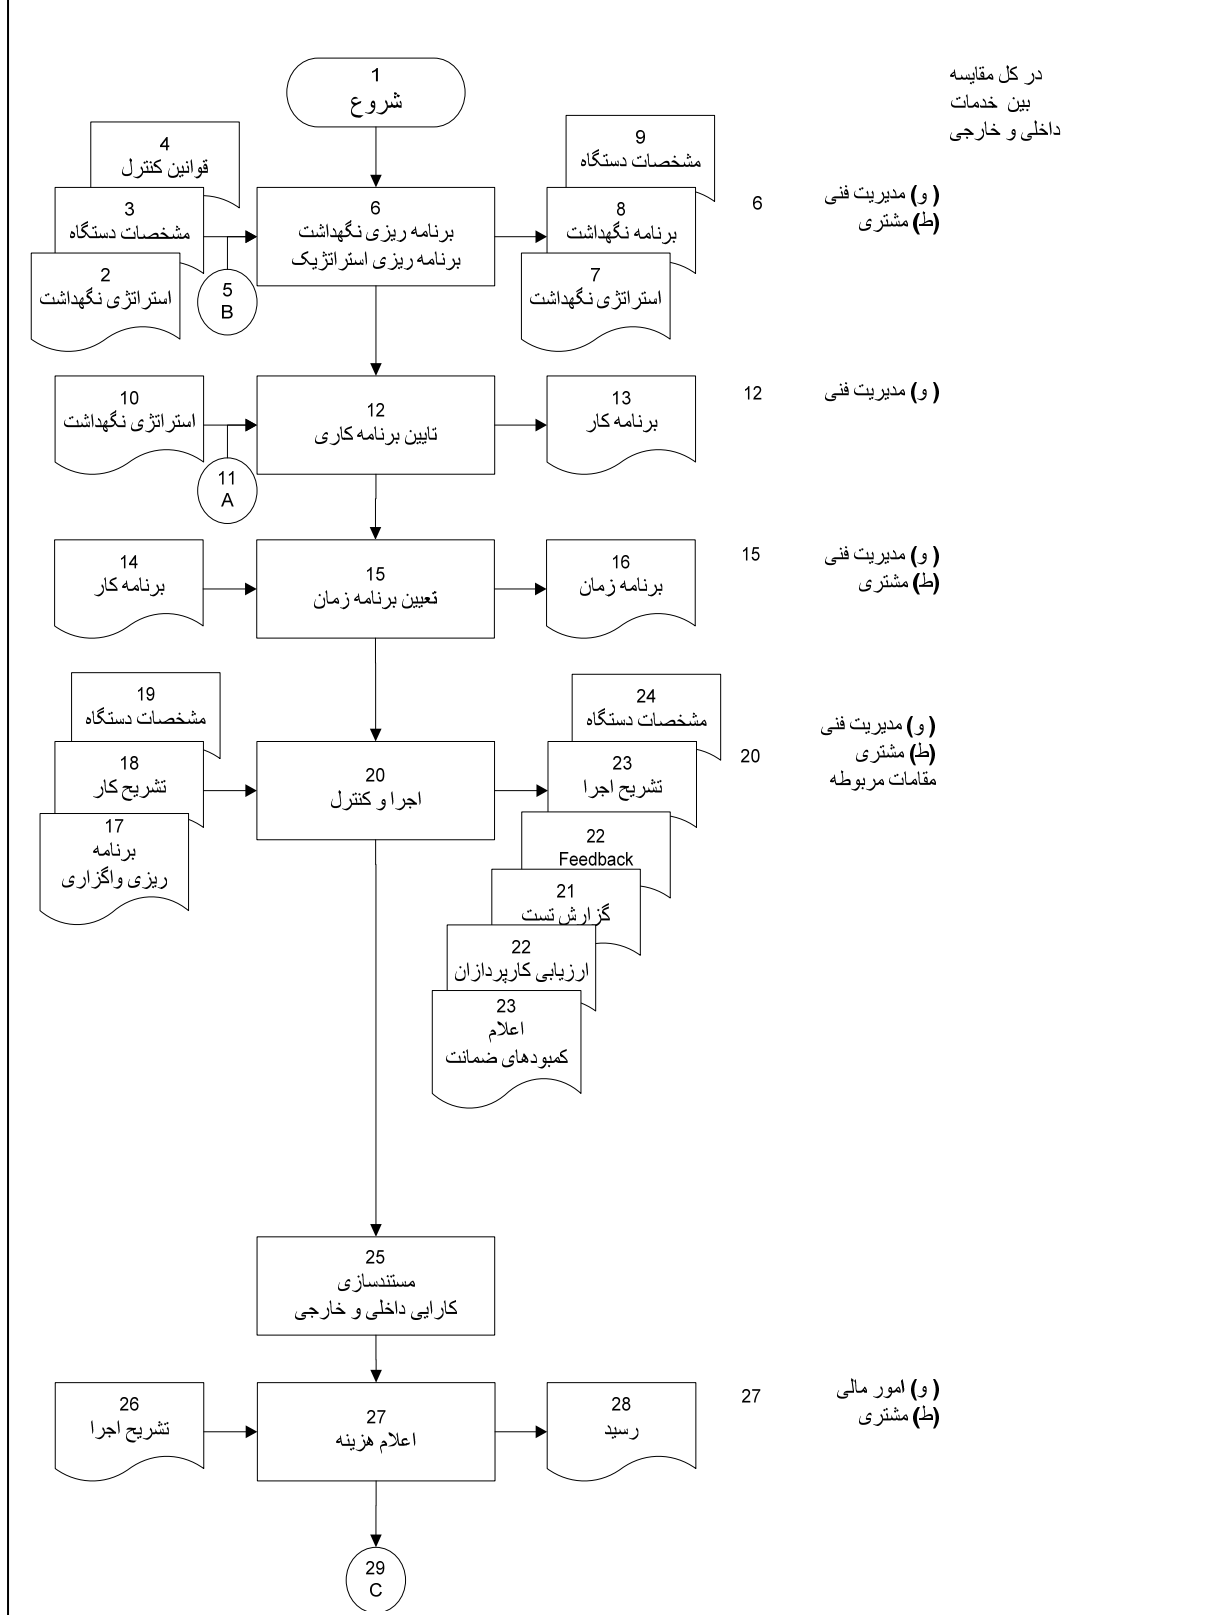 1
شروع
در کل مقایسه
بین خدمات
داخلی و خارجی
4
قوانین کنترل
3
مشخصات دستگاه
2
استراتژی نگهداشت
5
B
6
برنامه ریزی نگهداشت
برنامه ریزی استراتژیک
9
مشخصات دستگاه
8
برنامه نگهداشت
7
استراتژی نگهداشت
6
( و) مدیریت فنی
(ط) مشتری
10
استراتژی نگهداشت
11
A
12
تایین برنامه کاری
13
برنامه کار
12
( و) مدیریت فنی
14
برنامه کار
15
تعیین برنامه زمان
16
برنامه زمان
15
( و) مدیریت فنی
(ط) مشتری
19
مشخصات دستگاه
18
تشریح کار
17
برنامه
ریزی واگزاری
20
اجرا و کنترل
24
مشخصات دستگاه
23
تشریح اجرا
22
Feedback
21
گزارش تست
22
ارزیابی کارپردازان
23
اعلام
کمبودهای ضمانت
20
( و) مدیریت فنی
(ط) مشتری
مقامات مربوطه
25
مستندسازی
کارایی داخلی و خارجی
26
تشریح اجرا
27
اعلام هزینه
28
رسید
27
( و) امور مالی
(ط) مشتری
29
C